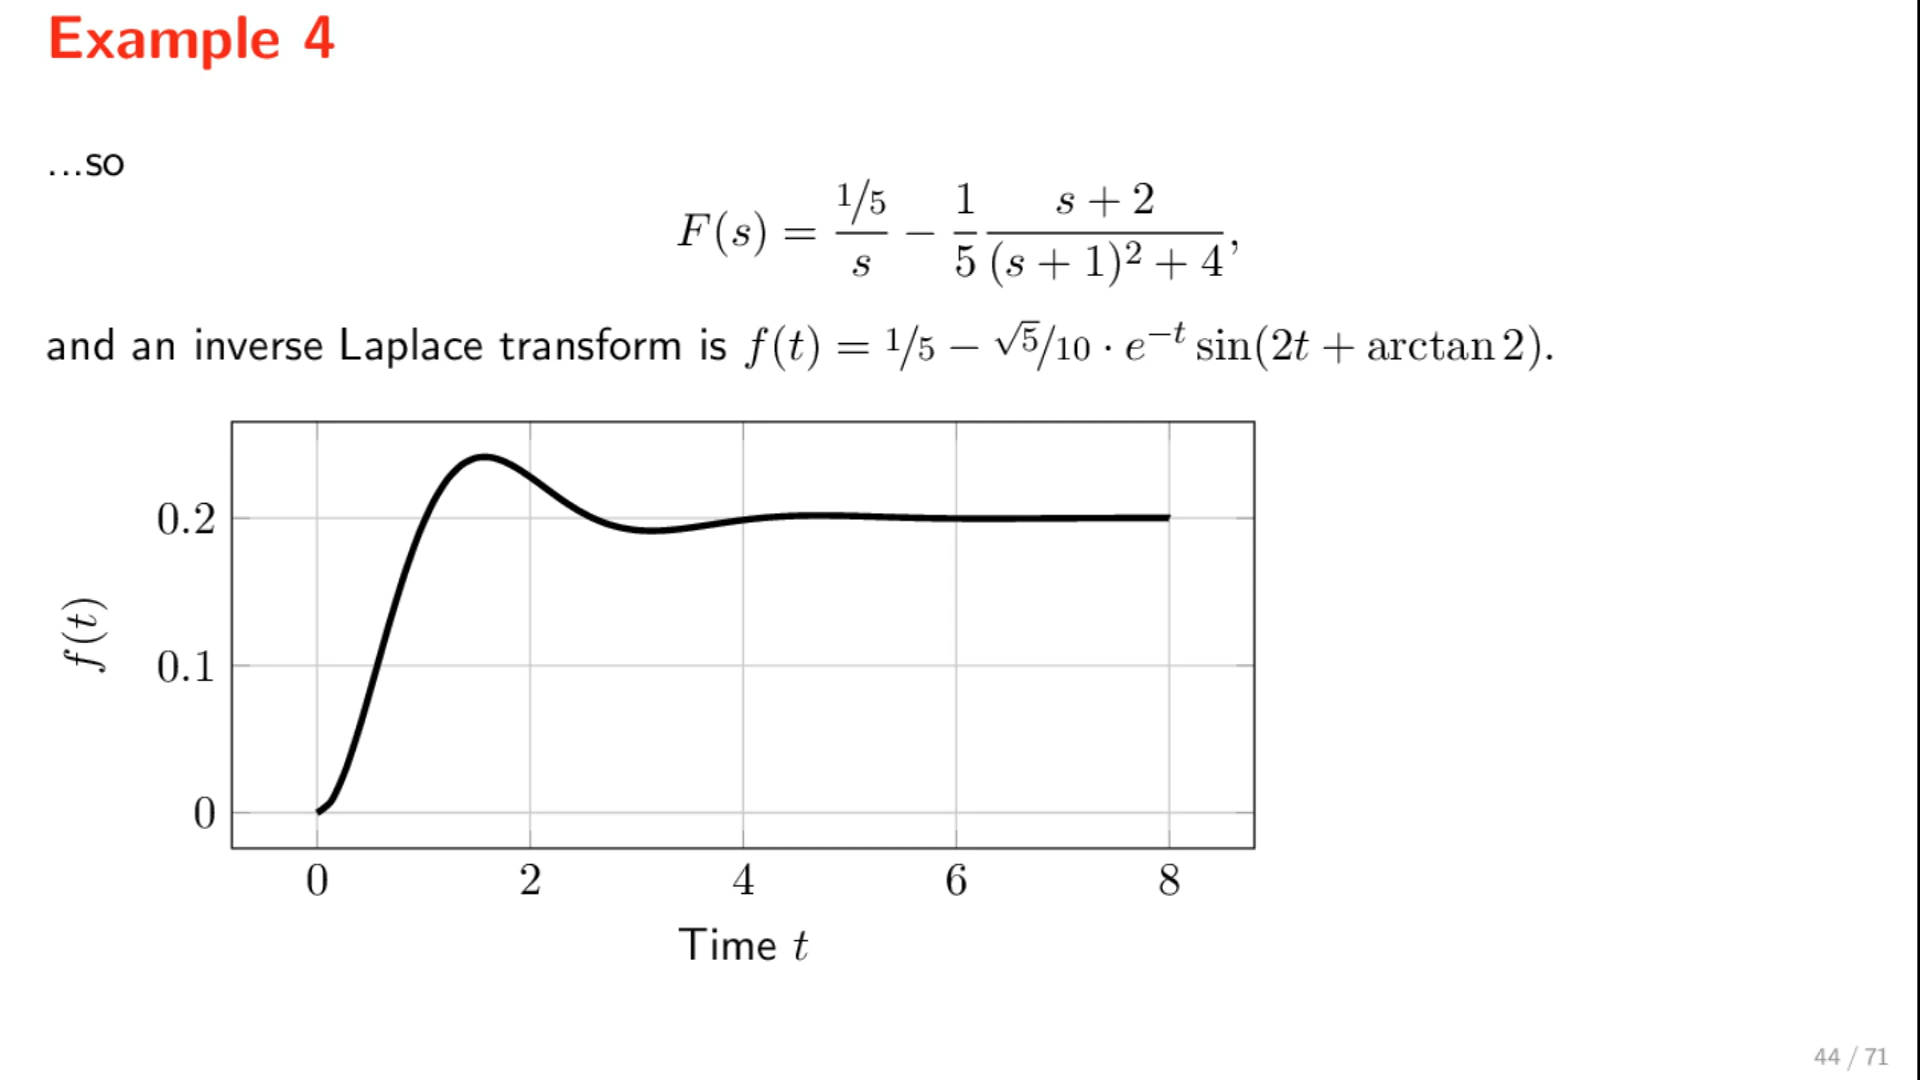 Example 4
...so
F(s) = 1/5 / s − 1/5 (s + 2)/((s + 1)² + 4),
and an inverse Laplace transform is f(t) = 1/5 − √5/10 · e^{−t} sin(2t + arctan 2).
0.2
0.1
0
f(t)
0 2 4 6 8
Time t
44 / 71